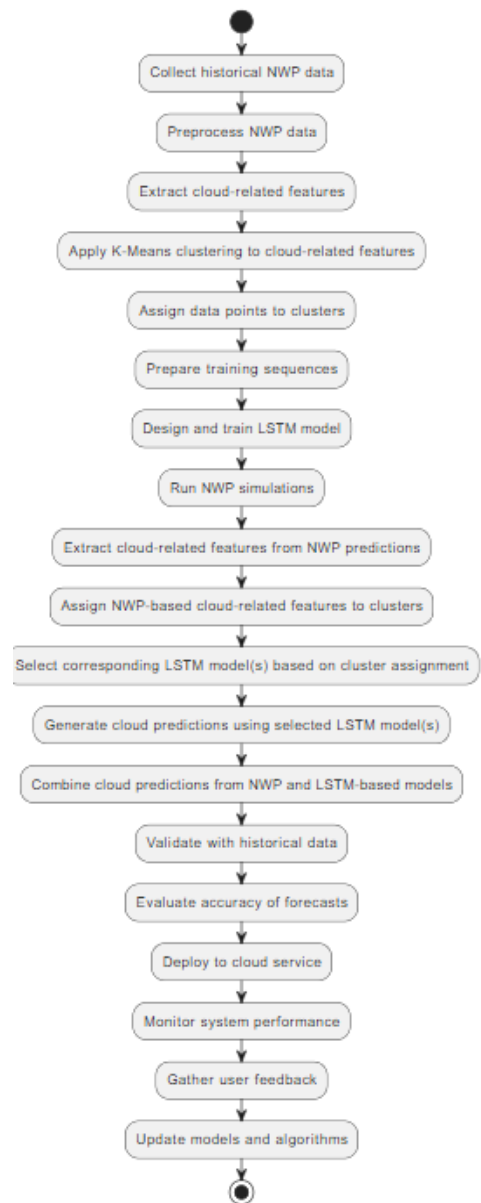 Collect historical NWP data
Preprocess NWP data
Extract cloud-related features
Apply K-Means clustering to cloud-related features
Assign data points to clusters
Prepare training sequences
Design and train LSTM model
Run NWP simulations
Extract cloud-related features from NWP predictions
Assign NWP-based cloud-related features to clusters
Select corresponding LSTM model(s) based on cluster assignment
Generate cloud predictions using selected LSTM model(s)
Combine cloud predictions from NWP and LSTM-based models
Validate with historical data
Evaluate accuracy of forecasts
Deploy to cloud service
Monitor system performance
Gather user feedback
Update models and algorithms